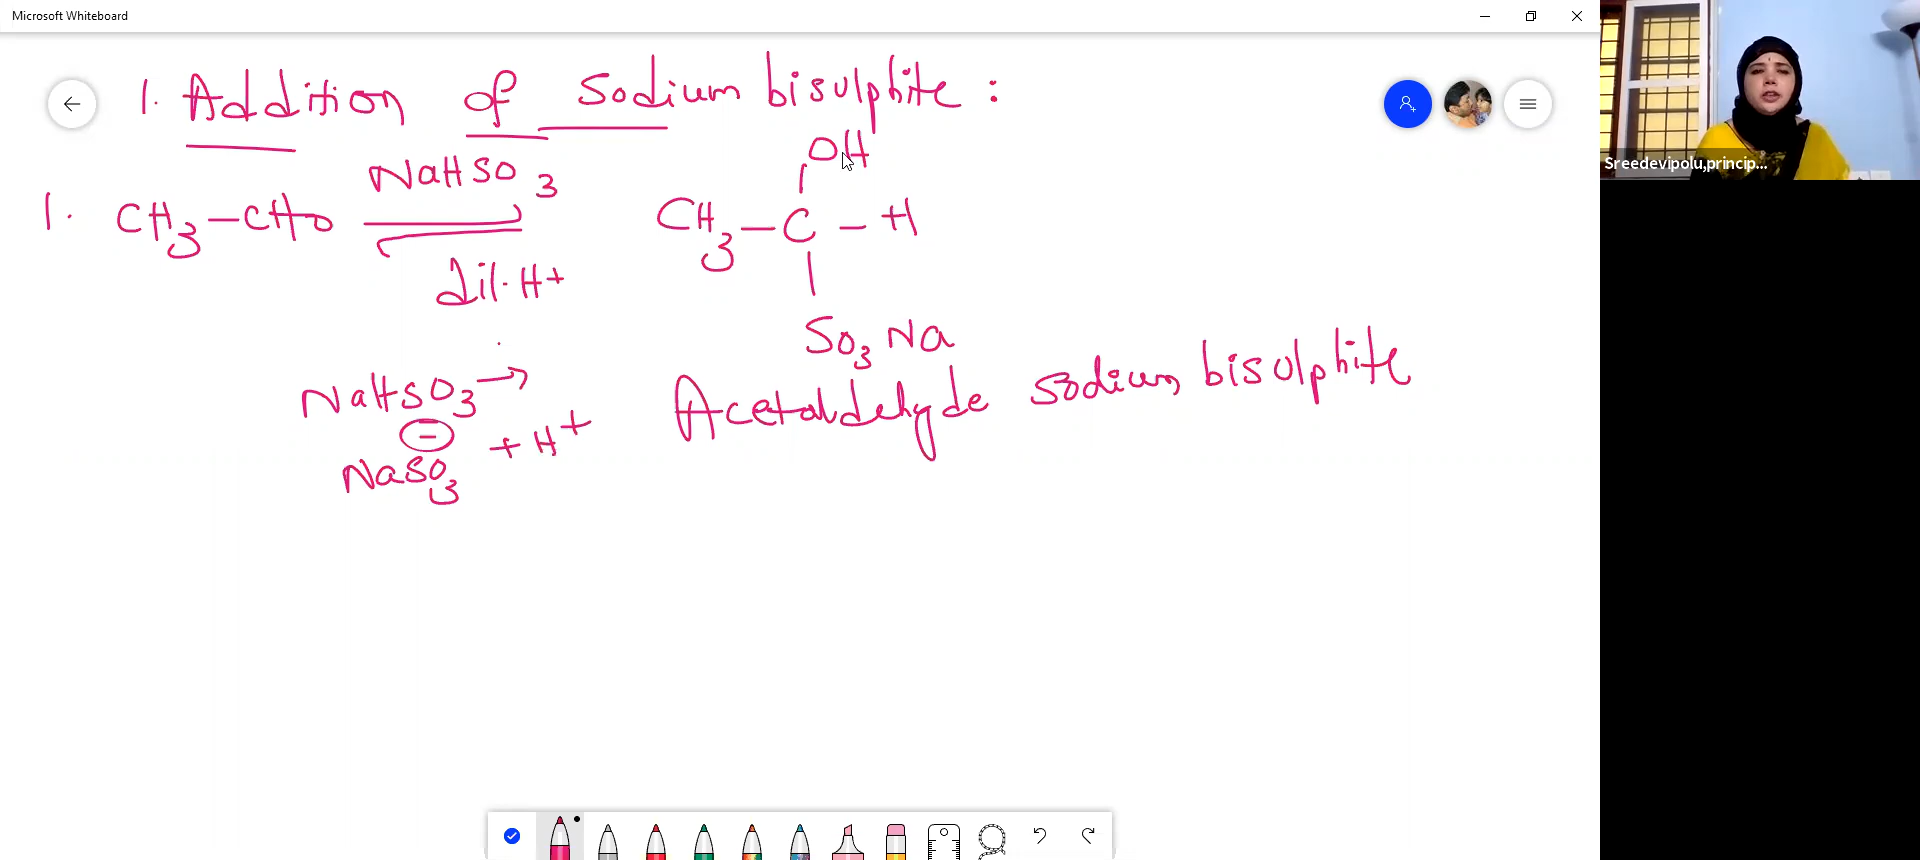 Microsoft Whiteboard
1. Addition of Sodium bisulphite :
NaHSO3
OH
1. CH3-CHO ⇌ CH3-C-H
dil. H+
SO3Na
NaHSO3 →
Acetaldehyde sodium bisulphite
⊖
NaSO3 + H+
Sreedevipolu,princip...